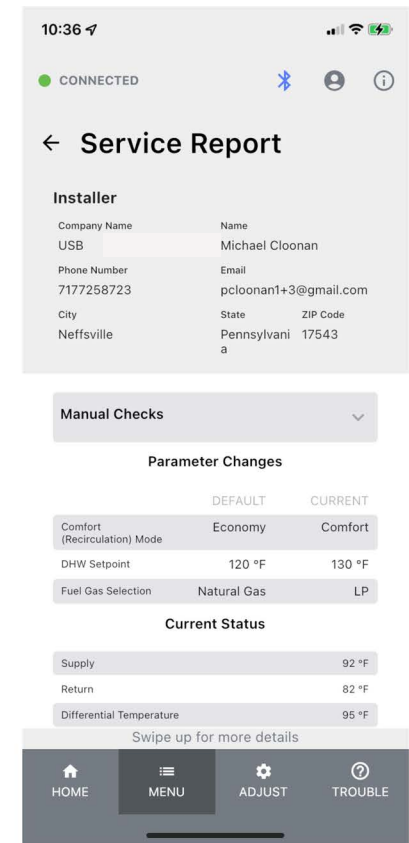 10:36
CONNECTED
Service Report
Installer
Company Name Name
USB Michael Cloonan
Phone Number Email
7177258723 pcloonan1+3@gmail.com
City State ZIP Code
Neffsville Pennsylvani 17543
a
Manual Checks
Parameter Changes
DEFAULT CURRENT
Comfort
(Recirculation) Mode Economy Comfort
DHW Setpoint 120 °F 130 °F
Fuel Gas Selection Natural Gas LP
Current Status
Supply 92 °F
Return 82 °F
Differential Temperature 95 °F
Swipe up for more details
HOME MENU ADJUST TROUBLE